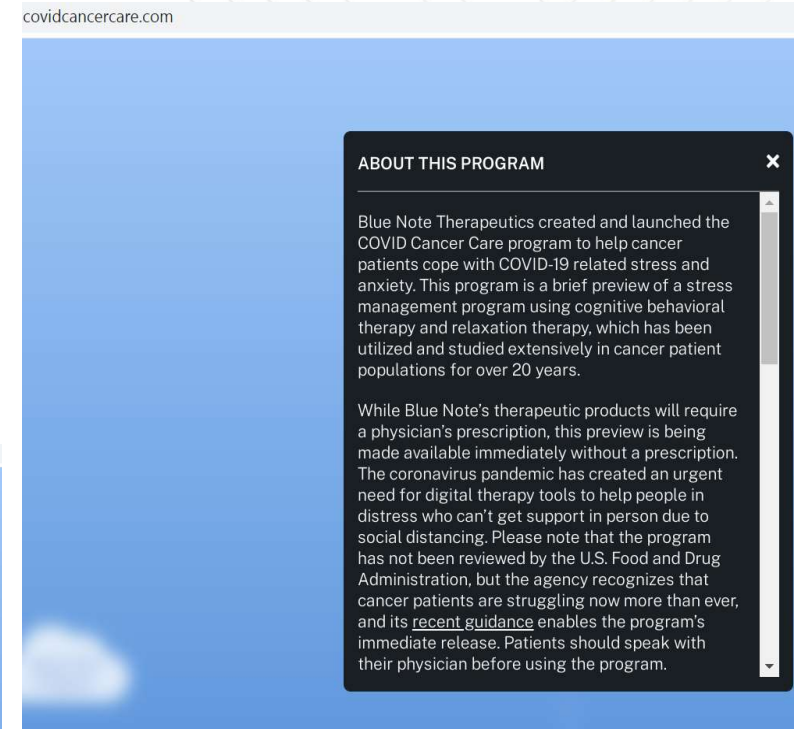 covidcancercare.com
ABOUT THIS PROGRAM
Blue Note Therapeutics created and launched the
COVID Cancer Care program to help cancer
patients cope with COVID-19 related stress and
anxiety. This program is a brief preview of a stress
management program using cognitive behavioral
therapy and relaxation therapy, which has been
utilized and studied extensively in cancer patient
populations for over 20 years.
While Blue Note’s therapeutic products will require
a physician’s prescription, this preview is being
made available immediately without a prescription.
The coronavirus pandemic has created an urgent
need for digital therapy tools to help people in
distress who can’t get support in person due to
social distancing. Please note that the program
has not been reviewed by the U.S. Food and Drug
Administration, but the agency recognizes that
cancer patients are struggling now more than ever,
and its recent guidance enables the program’s
immediate release. Patients should speak with
their physician before using the program.